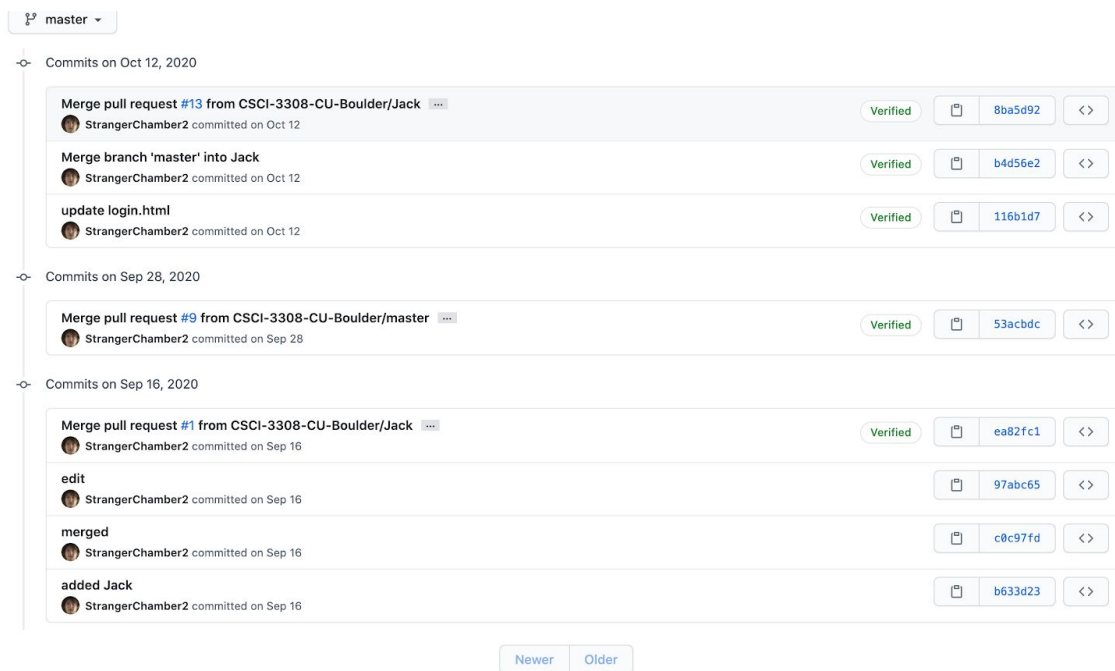 master
Commits on Oct 12, 2020
Merge pull request #13 from CSCI-3308-CU-Boulder/Jack ...
StrangerChamber2 committed on Oct 12
Verified
8ba5d92
Merge branch 'master' into Jack
StrangerChamber2 committed on Oct 12
Verified
b4d56e2
update login.html
StrangerChamber2 committed on Oct 12
Verified
116b1d7
Commits on Sep 28, 2020
Merge pull request #9 from CSCI-3308-CU-Boulder/master ...
StrangerChamber2 committed on Sep 28
Verified
53acbdc
Commits on Sep 16, 2020
Merge pull request #1 from CSCI-3308-CU-Boulder/Jack ...
StrangerChamber2 committed on Sep 16
Verified
ea82fc1
edit
StrangerChamber2 committed on Sep 16
97abc65
merged
StrangerChamber2 committed on Sep 16
c0c97fd
added Jack
StrangerChamber2 committed on Sep 16
b633d23
Newer Older